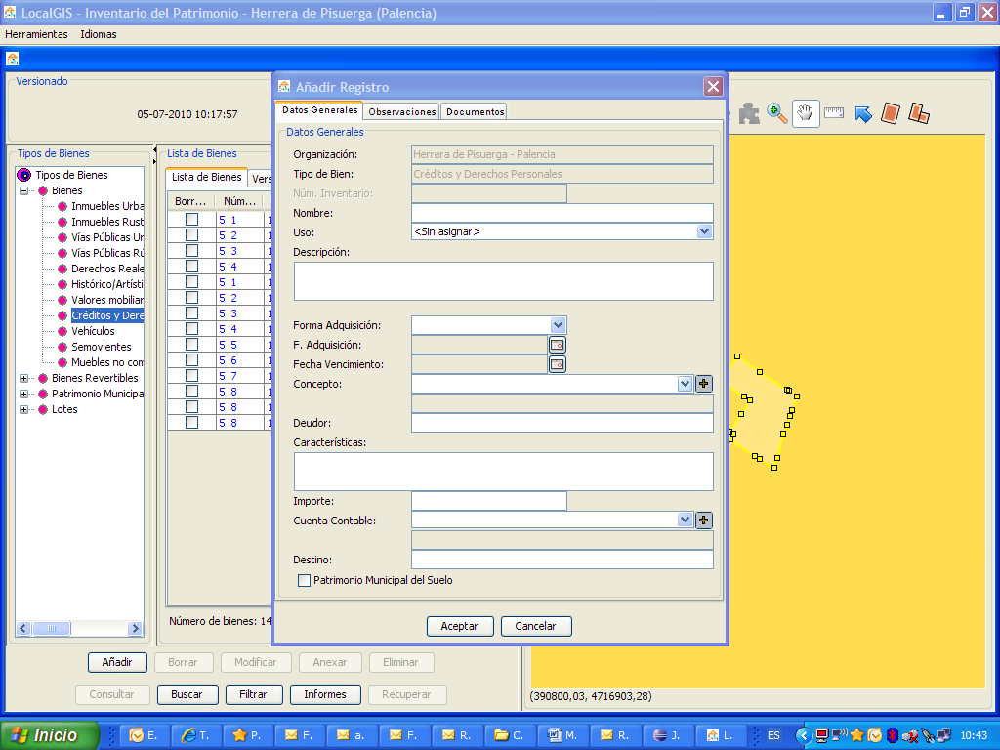 LocalGIS - Inventario del Patrimonio - Herrera de Pisuerga (Palencia)
Herramientas Idiomas
Versionado
05-07-2010 10:17:57
Tipos de Bienes
Tipos de Bienes
Bienes
Inmuebles Urba
Inmuebles Rust
Vías Públicas Ur
Vías Públicas Rú
Derechos Reale
Histórico/Artísti
Valores mobiliar
Créditos y Dere
Vehículos
Semovientes
Muebles no com
Bienes Revertibles
Patrimonio Municipa
Lotes
Lista de Bienes
Lista de Bienes Vers
Borr... Núm...
5 1
5 2
5 3
5 4
5 1
5 2
5 3
5 4
5 5
5 6
5 7
5 8
5 8
5 8
Número de bienes: 14
Añadir Registro
Datos Generales Observaciones Documentos
Datos Generales
Organización: Herrera de Pisuerga - Palencia
Tipo de Bien: Créditos y Derechos Personales
Núm. Inventario:
Nombre:
Uso: <Sin asignar>
Descripción:
Forma Adquisición:
F. Adquisición:
Fecha Vencimiento:
Concepto:
Deudor:
Características:
Importe:
Cuenta Contable:
Destino:
Patrimonio Municipal del Suelo
Aceptar Cancelar
Añadir Borrar Modificar Anexar Eliminar
Consultar Buscar Filtrar Informes Recuperar
(390800,03, 4716903,28)
Inicio E. T. P. F. a. F. R. C. M. R. J. L. ES 10:43